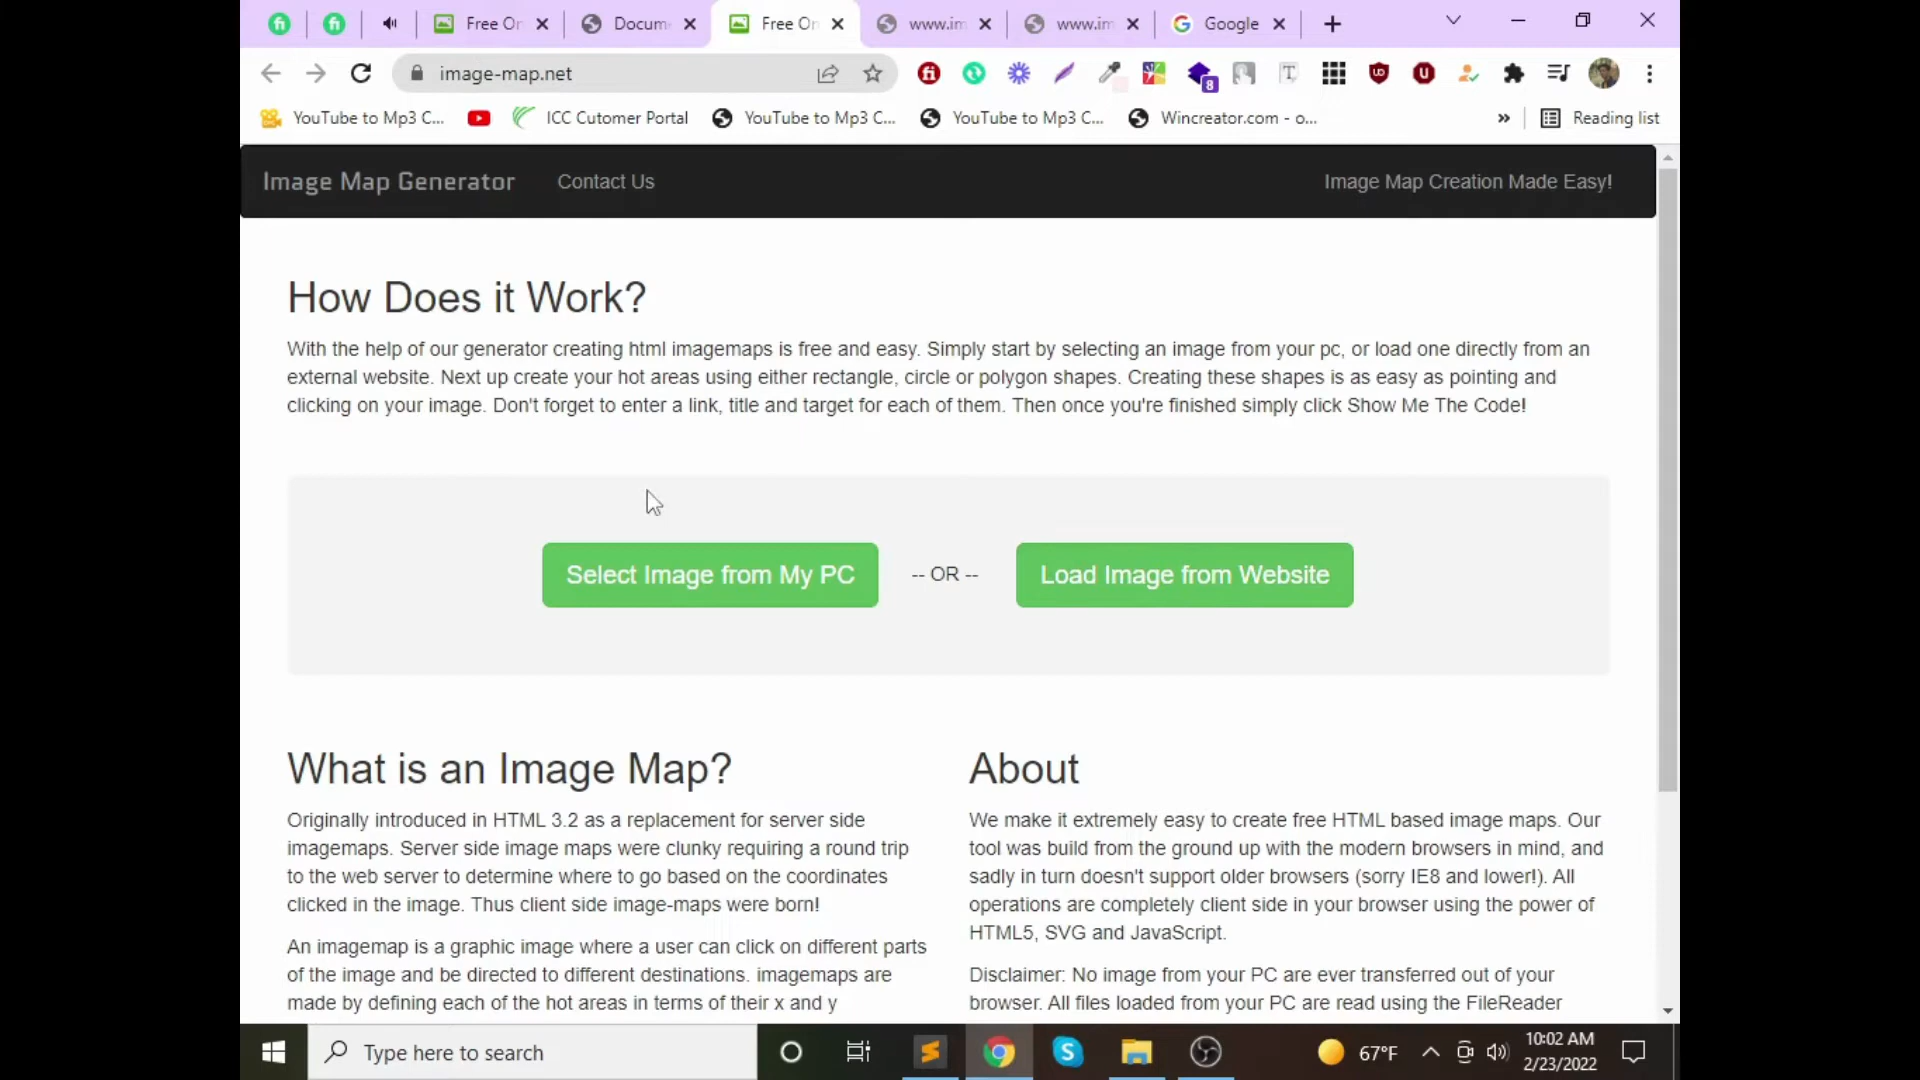 Free On
Docum
Free On
www.im
www.im
Google
image-map.net
8
YouTube to Mp3 C...
ICC Cutomer Portal
YouTube to Mp3 C...
YouTube to Mp3 C...
Wincreator.com - o...
»
Reading list
Image Map Generator
Contact Us
Image Map Creation Made Easy!
How Does it Work?
With the help of our generator creating html imagemaps is free and easy. Simply start by selecting an image from your pc, or load one directly from an
external website. Next up create your hot areas using either rectangle, circle or polygon shapes. Creating these shapes is as easy as pointing and
clicking on your image. Don't forget to enter a link, title and target for each of them. Then once you're finished simply click Show Me The Code!
Select Image from My PC
-- OR --
Load Image from Website
What is an Image Map?
Originally introduced in HTML 3.2 as a replacement for server side
imagemaps. Server side image maps were clunky requiring a round trip
to the web server to determine where to go based on the coordinates
clicked in the image. Thus client side image-maps were born!
An imagemap is a graphic image where a user can click on different parts
of the image and be directed to different destinations. imagemaps are
made by defining each of the hot areas in terms of their x and y
About
We make it extremely easy to create free HTML based image maps. Our
tool was build from the ground up with the modern browsers in mind, and
sadly in turn doesn't support older browsers (sorry IE8 and lower!). All
operations are completely client side in your browser using the power of
HTML5, SVG and JavaScript.
Disclaimer: No image from your PC are ever transferred out of your
browser. All files loaded from your PC are read using the FileReader
Type here to search
67°F
10:02 AM
2/23/2022